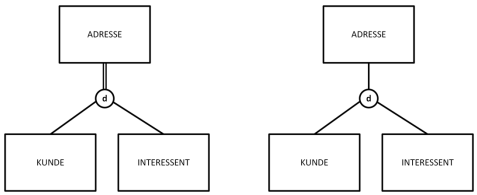 ADRESSE
d
KUNDE
INTERESSENT
ADRESSE
d
KUNDE
INTERESSENT